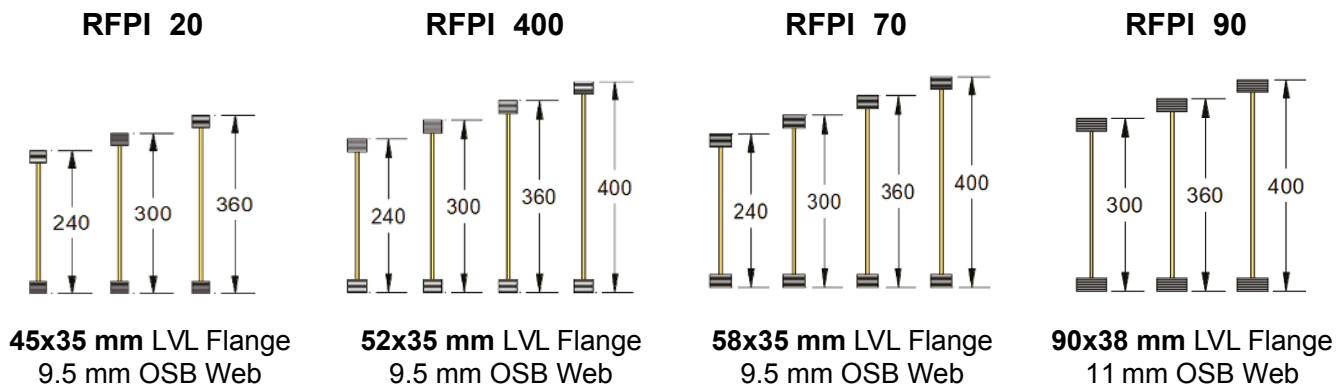 RFPI 20
RFPI 400
RFPI 70
RFPI 90
240
300
360
240
300
360
400
240
300
360
400
300
360
400
45x35 mm LVL Flange
9.5 mm OSB Web
52x35 mm LVL Flange
9.5 mm OSB Web
58x35 mm LVL Flange
9.5 mm OSB Web
90x38 mm LVL Flange
11 mm OSB Web